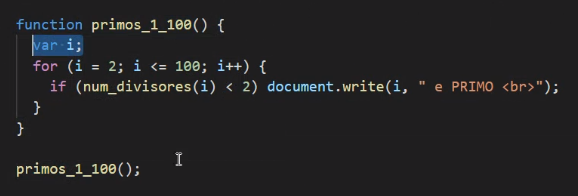 function primos_1_100() {
var i;
for (i = 2; i <= 100; i++) {
if (num_divisores(i) < 2) document.write(i, " e PRIMO <br>");
}
}
primos_1_100();